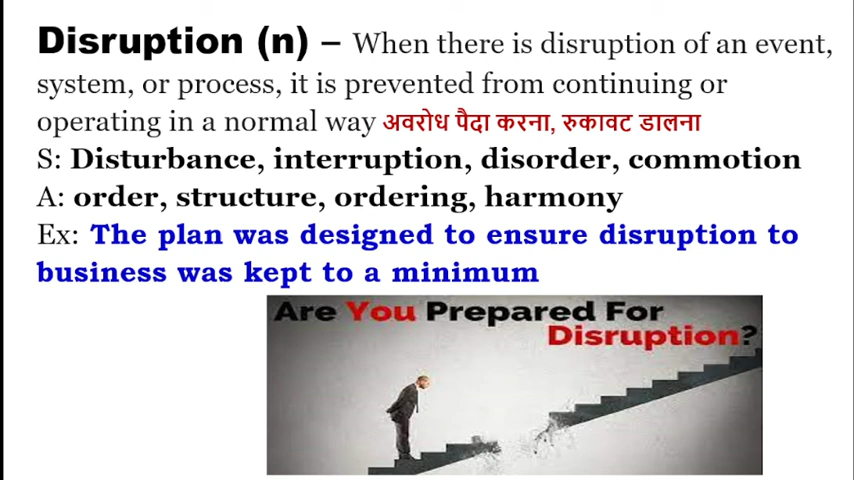 Disruption (n) – When there is disruption of an event,
system, or process, it is prevented from continuing or
operating in a normal way अवरोध पैदा करना, रुकावट डालना
S: Disturbance, interruption, disorder, commotion
A: order, structure, ordering, harmony
Ex: The plan was designed to ensure disruption to
business was kept to a minimum
Are You Prepared For
Disruption?